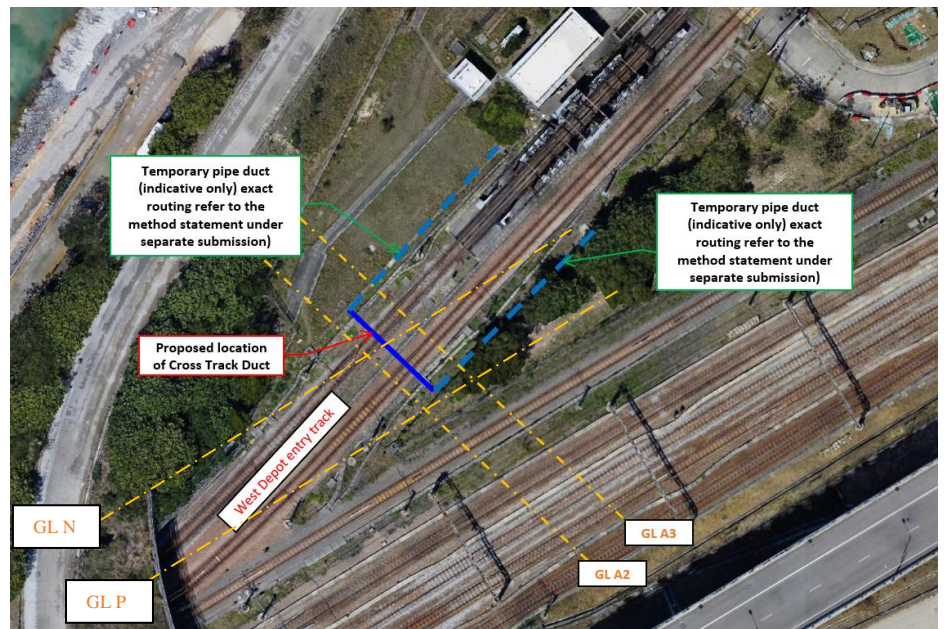 Temporary pipe duct
(indicative only) exact
routing refer to the
method statement under
separate submission)
Temporary pipe duct
(indicative only) exact
routing refer to the
method statement under
separate submission)
Proposed location
of Cross Track Duct
West Depot entry track
GL N
GL A3
GL A2
GL P